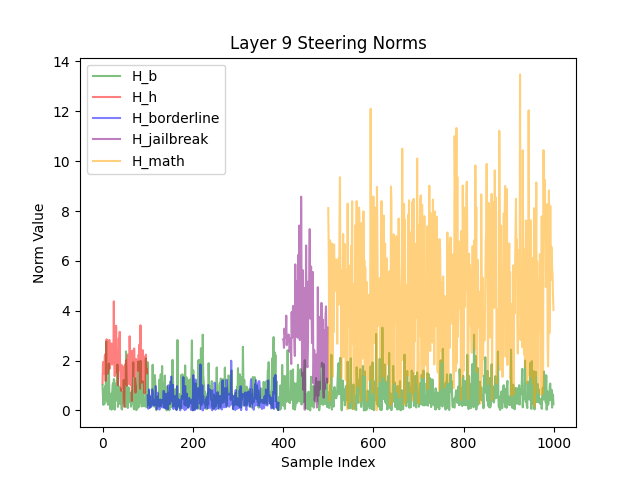 Layer 9 Steering Norms
14
12
10
8
6
4
2
0
Norm Value
H_b
H_h
H_borderline
H_jailbreak
H_math
0
200
400
600
800
1000
Sample Index